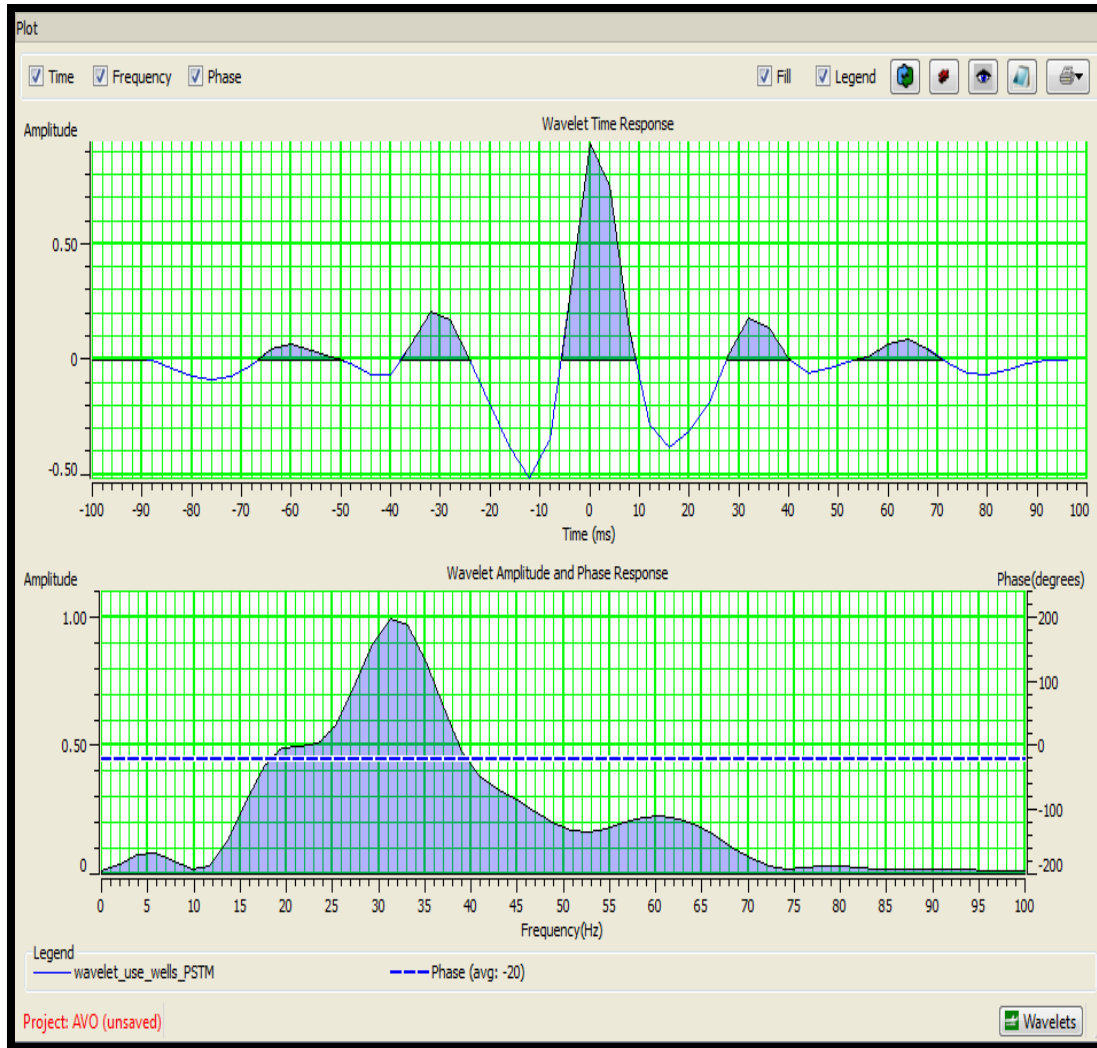 Plot
Time Frequency Phase Fill Legend
Amplitude Wavelet Time Response
0.50
0
-0.50
-100 -90 -80 -70 -60 -50 -40 -30 -20 -10 0 10 20 30 40 50 60 70 80 90 100
Time (ms)
Amplitude Wavelet Amplitude and Phase Response Phase(degrees)
1.00 200
100
0.50 0
-100
0 -200
0 5 10 15 20 25 30 35 40 45 50 55 60 65 70 75 80 85 90 95 100
Frequency(Hz)
Legend
wavelet_use_wells_PSTM Phase (avg: -20)
Project: AVO (unsaved) Wavelets